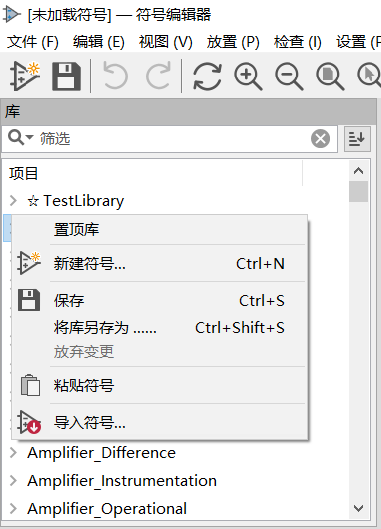 [未加载符号] — 符号编辑器
文件 (F) 编辑 (E) 视图 (V) 放置 (P) 检查 (I) 设置 (P
库
筛选
项目
☆ TestLibrary
置顶库
新建符号... Ctrl+N
保存 Ctrl+S
将库另存为 ...... Ctrl+Shift+S
放弃变更
粘贴符号
导入符号...
Amplifier_Difference
Amplifier_Instrumentation
Amplifier_Operational